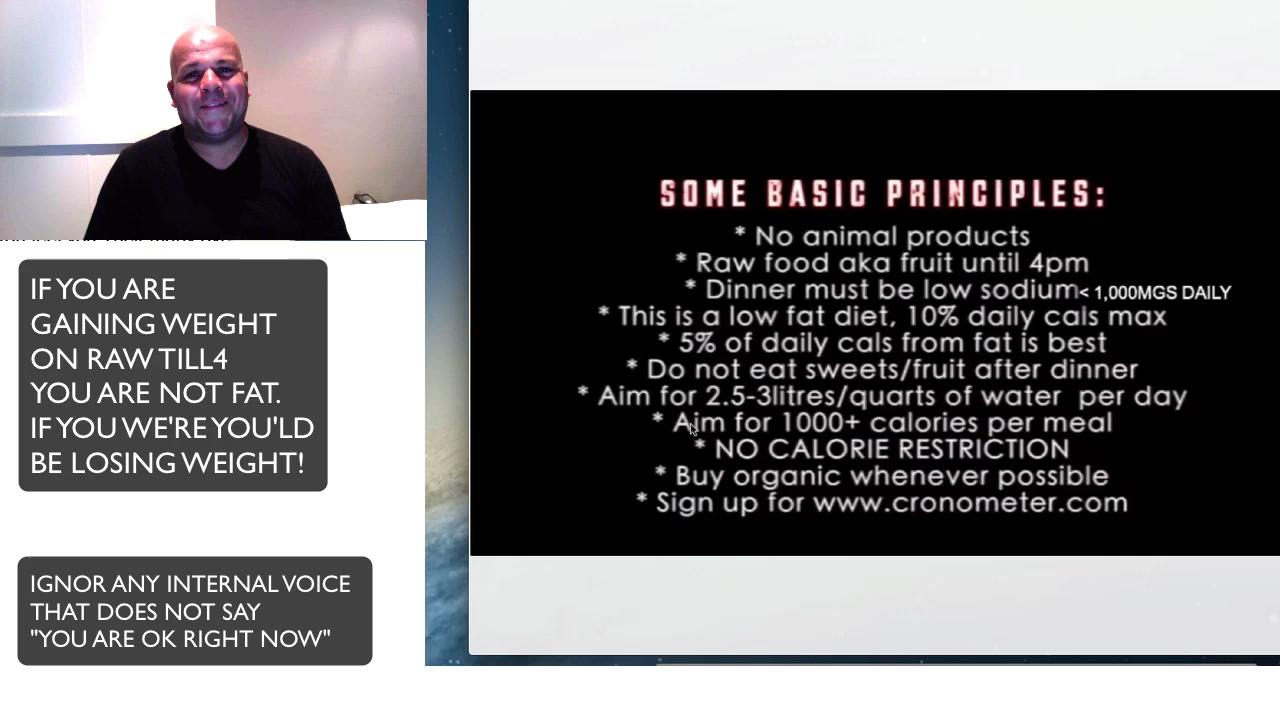 IF YOU ARE
GAINING WEIGHT
ON RAW TILL4
YOU ARE NOT FAT.
IF YOU WE'RE YOU'LD
BE LOSING WEIGHT!
IGNOR ANY INTERNAL VOICE
THAT DOES NOT SAY
"YOU ARE OK RIGHT NOW"
SOME BASIC PRINCIPLES:
* No animal products
* Raw food aka fruit until 4pm
* Dinner must be low sodium< 1,000MGS DAILY
* This is a low fat diet, 10% daily cals max
* 5% of daily cals from fat is best
* Do not eat sweets/fruit after dinner
* Aim for 2.5-3litres/quarts of water per day
* Aim for 1000+ calories per meal
* NO CALORIE RESTRICTION
* Buy organic whenever possible
* Sign up for www.cronometer.com